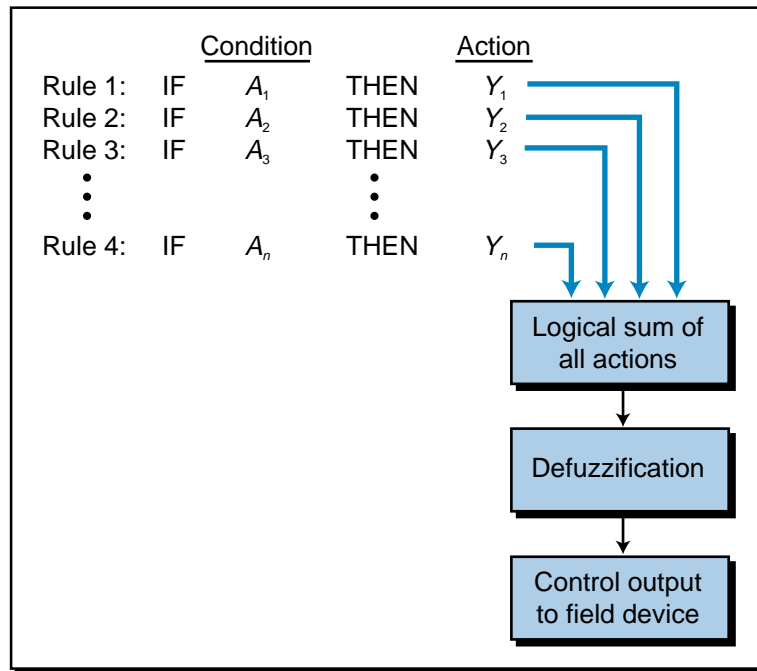 Condition Action
Rule 1: IF A₁ THEN Y₁
Rule 2: IF A₂ THEN Y₂
Rule 3: IF A₃ THEN Y₃
Rule 4: IF Aₙ THEN Yₙ
Logical sum of
all actions
Defuzzification
Control output
to field device